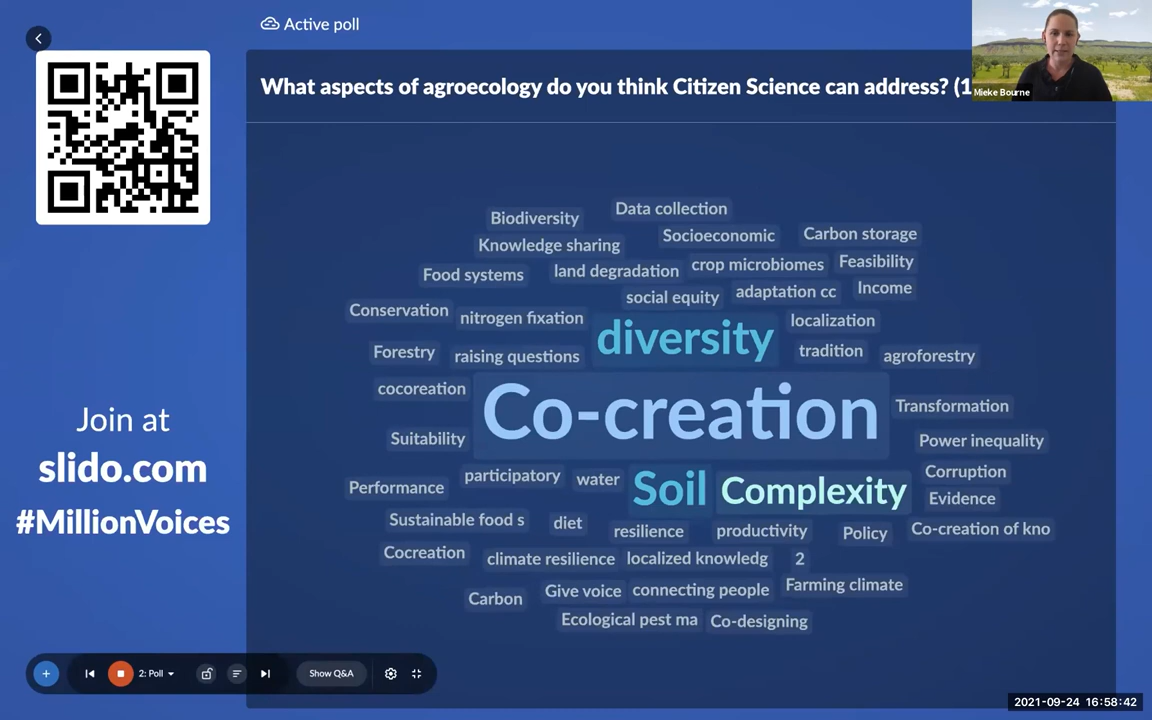 Active poll
What aspects of agroecology do you think Citizen Science can address? (1
Mieke Bourne
Data collection
Biodiversity
Socioeconomic
Carbon storage
Knowledge sharing
land degradation
crop microbiomes
Feasibility
Food systems
social equity
adaptation cc
Income
Conservation
nitrogen fixation
diversity
localization
Forestry
raising questions
tradition
agroforestry
cocoreation
Co-creation
Transformation
Suitability
Power inequality
Performance
participatory
water
Soil
Complexity
Corruption
Evidence
Sustainable food s
diet
resilience
productivity
Policy
Co-creation of kno
Cocreation
climate resilience
localized knowledg
2
Carbon
Give voice
connecting people
Farming climate
Ecological pest ma
Co-designing
Join at
slido.com
#MillionVoices
2: Poll
Show Q&A
2021-09-24 16:58:42